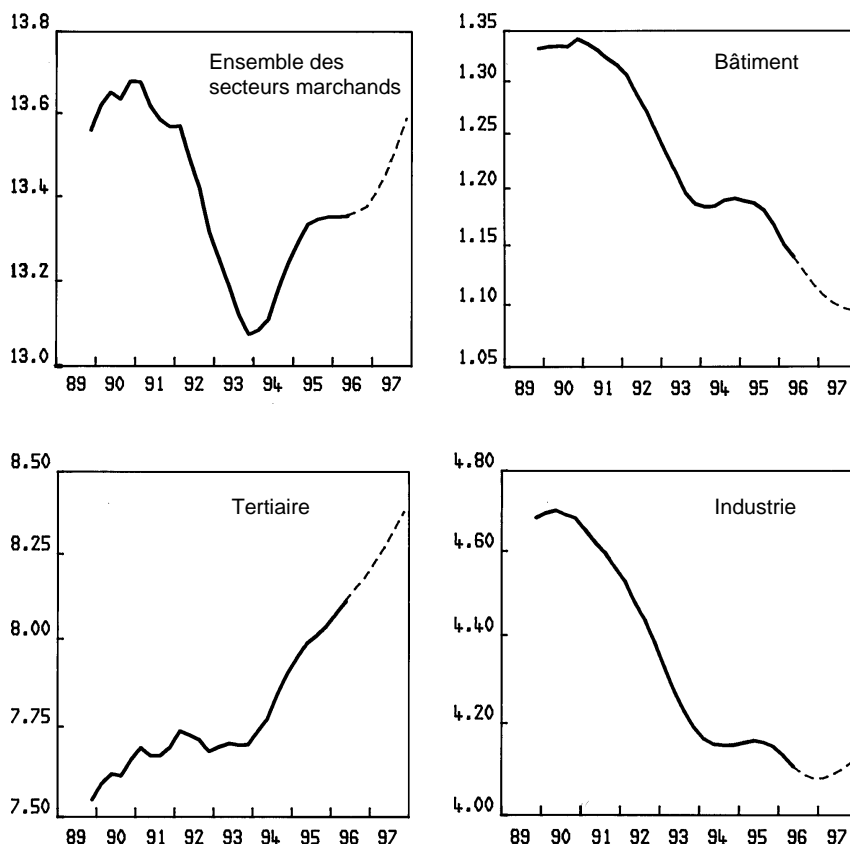 Ensemble des
secteurs marchands
13.8
13.6
13.4
13.2
13.0
89 90 91 92 93 94 95 96 97
Bâtiment
1.35
1.30
1.25
1.20
1.15
1.10
1.05
89 90 91 92 93 94 95 96 97
Tertiaire
8.50
8.25
8.00
7.75
7.50
89 90 91 92 93 94 95 96 97
Industrie
4.80
4.60
4.40
4.20
4.00
89 90 91 92 93 94 95 96 97